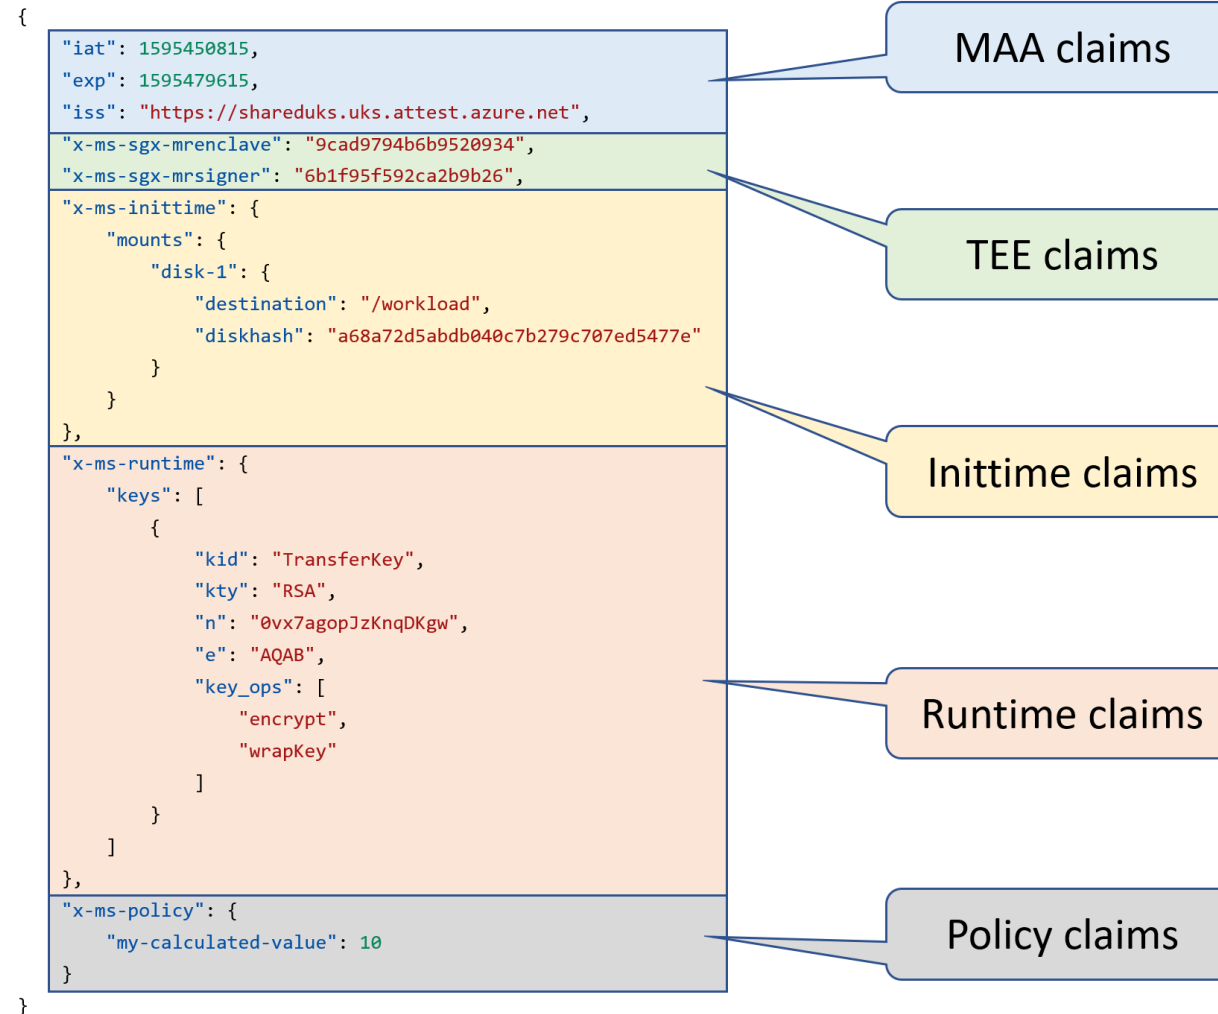 {
"iat": 1595450815,
"exp": 1595479615,
"iss": "https://shareduks.uks.attest.azure.net",
"x-ms-sgx-mrenclave": "9cad9794b6b9520934",
"x-ms-sgx-mrsigner": "6b1f95f592ca2b9b26",
"x-ms-inittime": {
"mounts": {
"disk-1": {
"destination": "/workload",
"diskhash": "a68a72d5abdb040c7b279c707ed5477e"
}
}
},
"x-ms-runtime": {
"keys": [
{
"kid": "TransferKey",
"kty": "RSA",
"n": "0vx7agopJzKnqDKgw",
"e": "AQAB",
"key_ops": [
"encrypt",
"wrapKey"
]
}
]
},
"x-ms-policy": {
"my-calculated-value": 10
}
}
MAA claims
TEE claims
Inittime claims
Runtime claims
Policy claims